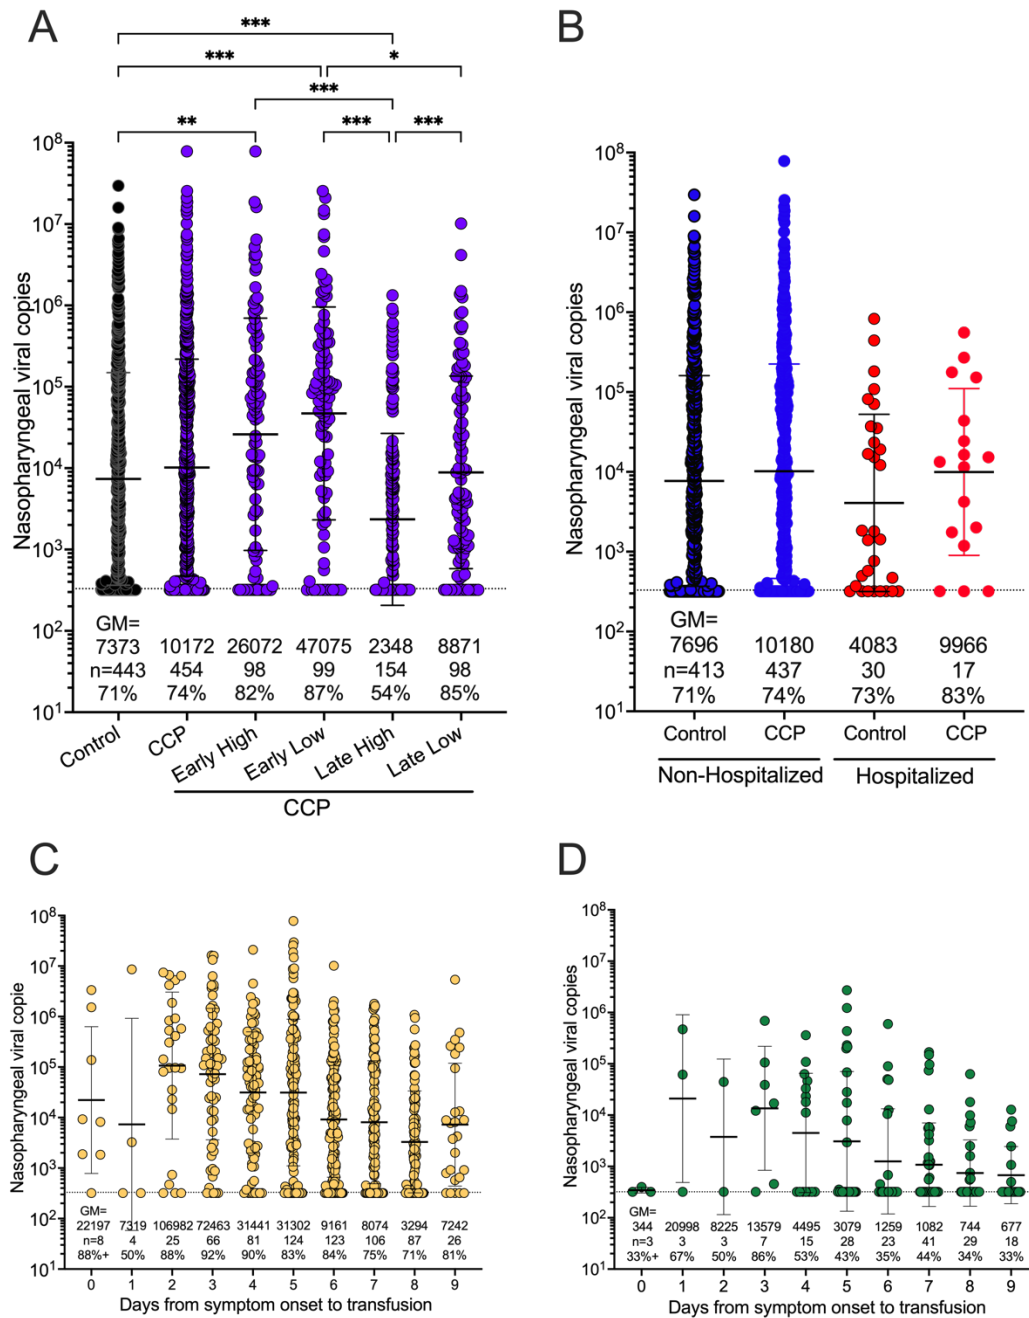 A
***
***
*
***
**
***
***
Nasopharyngeal viral copies
10^8
10^7
10^6
10^5
10^4
10^3
10^2
10^1
GM=
7373 10172 26072 47075 2348 8871
n=443 454 98 99 154 98
71% 74% 82% 87% 54% 85%
Control CCP Early High Early Low Late High Late Low
CCP
B
Nasopharyngeal viral copies
10^8
10^7
10^6
10^5
10^4
10^3
10^2
10^1
GM=
7696 10180 4083 9966
n=413 437 30 17
71% 74% 73% 83%
Control CCP Control CCP
Non-Hospitalized Hospitalized
C
Nasopharyngeal viral copie
10^8
10^7
10^6
10^5
10^4
10^3
10^2
10^1
GM=
22197 7319 106982 72463 31441 31302 9161 8074 3294 7242
n=8 4 25 66 81 124 123 106 87 26
88%+ 50% 88% 92% 90% 83% 84% 75% 71% 81%
0 1 2 3 4 5 6 7 8 9
Days from symptom onset to transfusion
D
Nasopharyngeal viral copies
10^8
10^7
10^6
10^5
10^4
10^3
10^2
10^1
GM=
344 20998 8225 13579 4495 3079 1259 1082 744 677
n=3 3 3 7 15 28 23 41 29 18
33%+ 67% 50% 86% 53% 43% 35% 44% 34% 33%
0 1 2 3 4 5 6 7 8 9
Days from symptom onset to transfusion